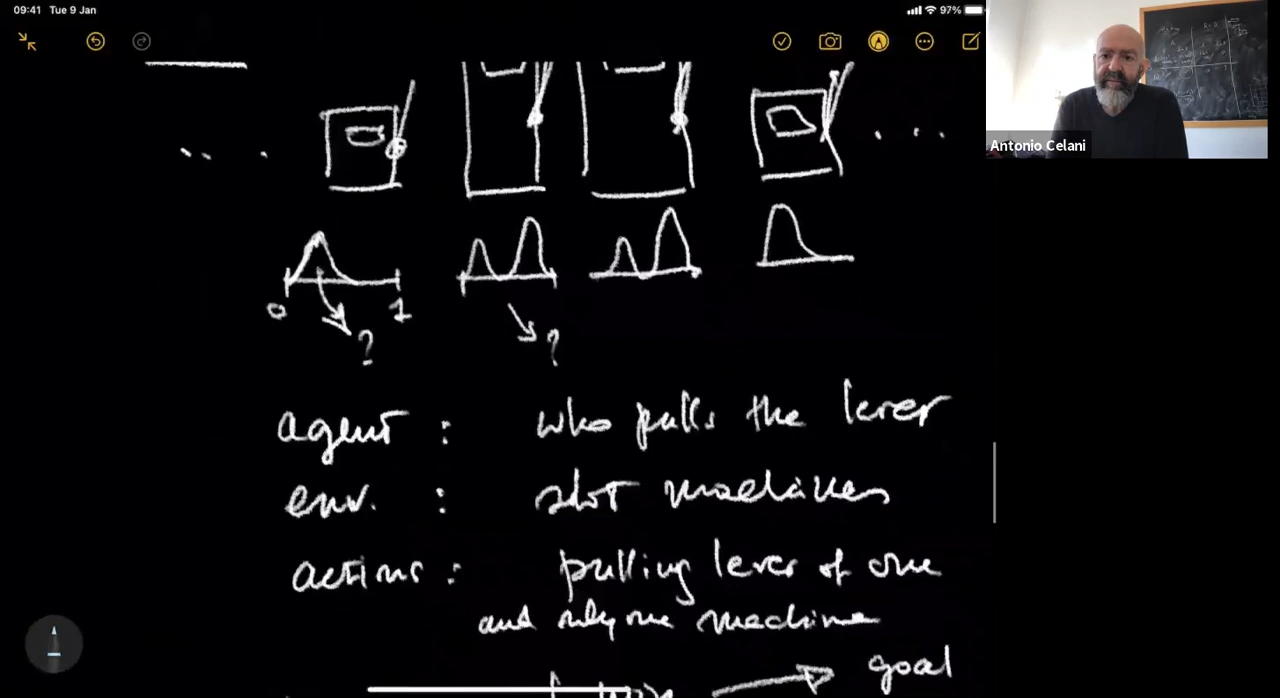 09:41 Tue 9 Jan
97%
Antonio Celani
0 1
? ?
agent : who pulls the lever
env. : slot machines
actions : pulling lever of one
and only one machine
goal